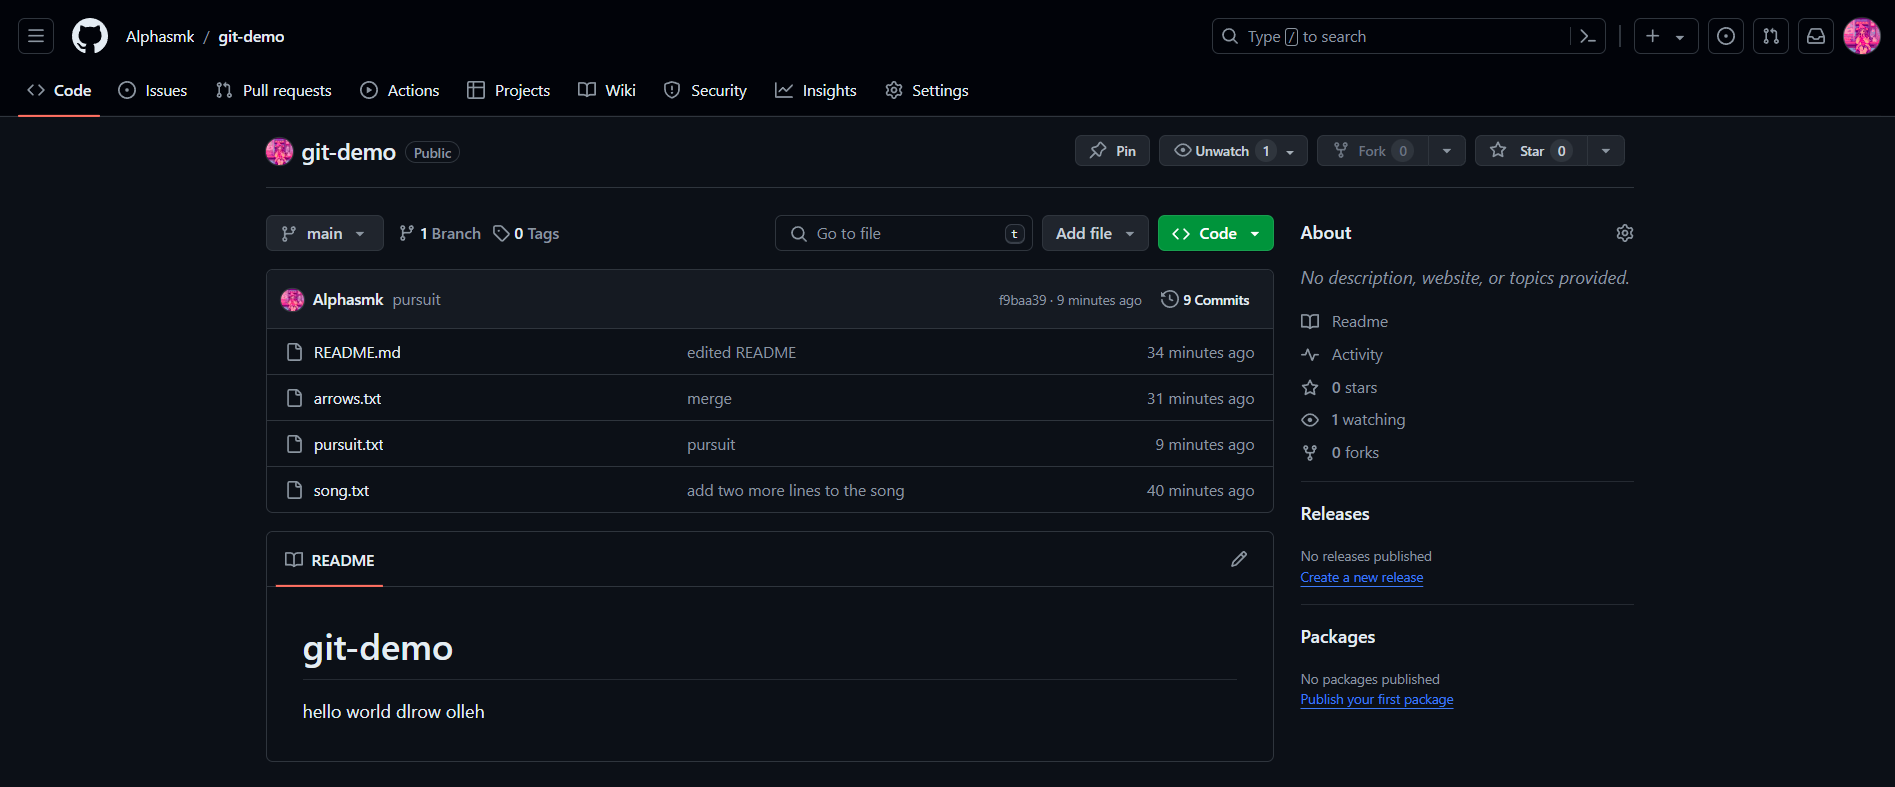 Alphasmk / git-demo
Type / to search
Code Issues Pull requests Actions Projects Wiki Security Insights Settings
git-demo Public
Pin Unwatch 1 Fork 0 Star 0
main 1 Branch 0 Tags
Go to file t Add file Code
Alphasmk pursuit f9baa39 · 9 minutes ago 9 Commits
README.md edited README 34 minutes ago
arrows.txt merge 31 minutes ago
pursuit.txt pursuit 9 minutes ago
song.txt add two more lines to the song 40 minutes ago
README
git-demo
hello world dlrow olleh
About
No description, website, or topics provided.
Readme
Activity
0 stars
1 watching
0 forks
Releases
No releases published
Create a new release
Packages
No packages published
Publish your first package